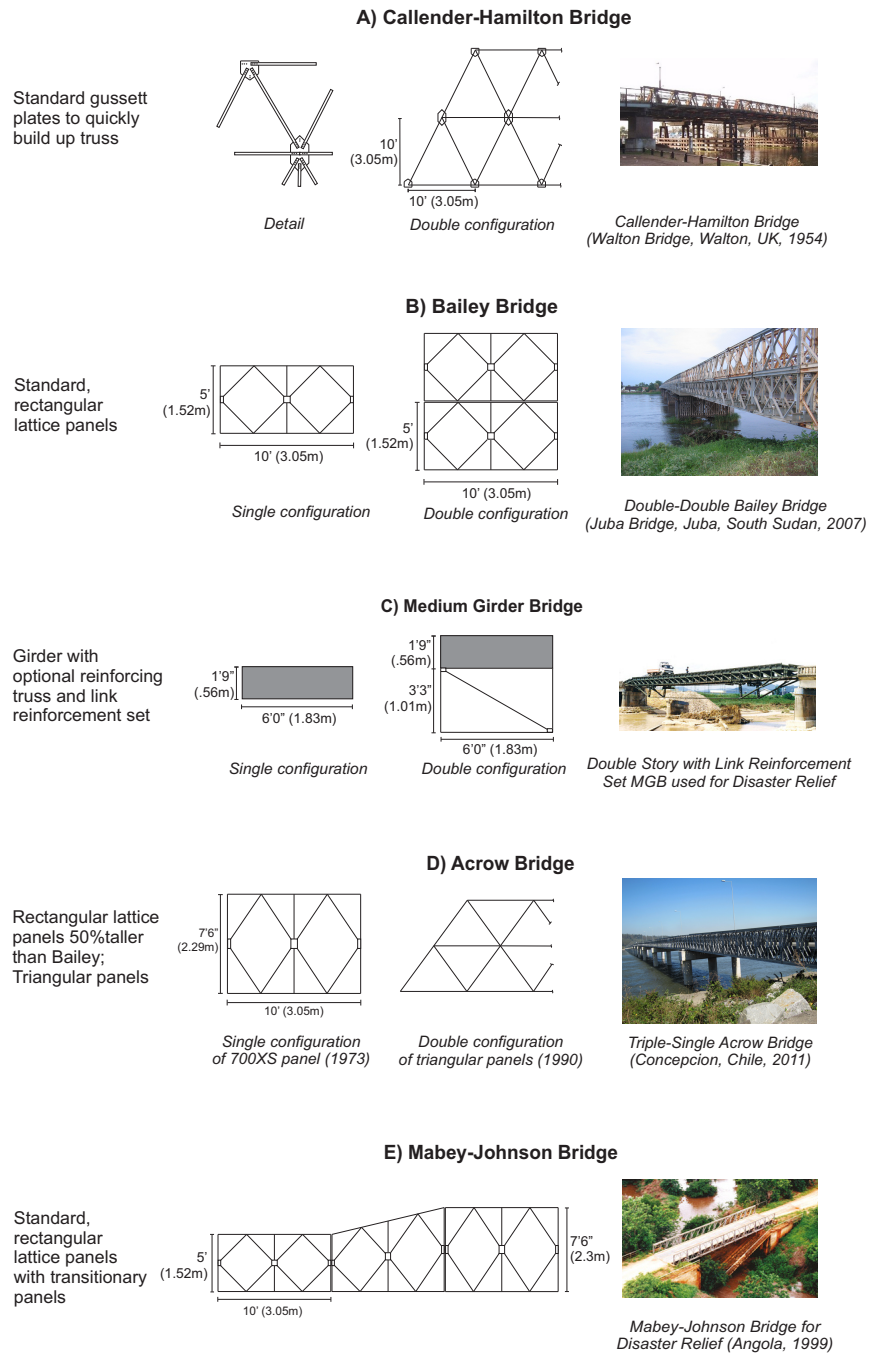 A) Callender-Hamilton Bridge
Standard gussett
plates to quickly
build up truss
10'
(3.05m)
10' (3.05m)
Detail
Double configuration
Callender-Hamilton Bridge
(Walton Bridge, Walton, UK, 1954)
B) Bailey Bridge
Standard,
rectangular
lattice panels
5'
(1.52m)
10' (3.05m)
Single configuration
5'
(1.52m)
10' (3.05m)
Double configuration
Double-Double Bailey Bridge
(Juba Bridge, Juba, South Sudan, 2007)
C) Medium Girder Bridge
Girder with
optional reinforcing
truss and link
reinforcement set
1'9"
(.56m)
6'0" (1.83m)
Single configuration
1'9"
(.56m)
3'3"
(1.01m)
6'0" (1.83m)
Double configuration
Double Story with Link Reinforcement
Set MGB used for Disaster Relief
D) Acrow Bridge
Rectangular lattice
panels 50%taller
than Bailey;
Triangular panels
7'6"
(2.29m)
10' (3.05m)
Single configuration
of 700XS panel (1973)
Double configuration
of triangular panels (1990)
Triple-Single Acrow Bridge
(Concepcion, Chile, 2011)
E) Mabey-Johnson Bridge
Standard,
rectangular
lattice panels
with transitionary
panels
5'
(1.52m)
10' (3.05m)
7'6"
(2.3m)
Mabey-Johnson Bridge for
Disaster Relief (Angola, 1999)